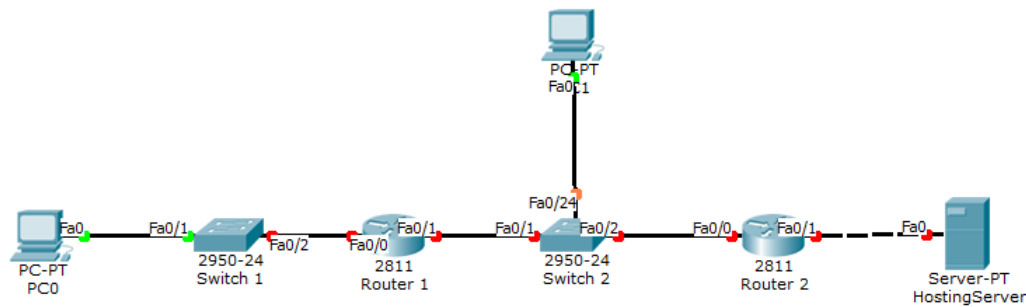 PC-PT
Fa0C1
Fa0/24
Fa0 Fa0/1 Fa0/2 Fa0/0 Fa0/1 Fa0/1 Fa0/2 Fa0/0 Fa0/1 Fa0
PC-PT
PC0
2950-24
Switch 1
2811
Router 1
2950-24
Switch 2
2811
Router 2
Server-PT
HostingServer